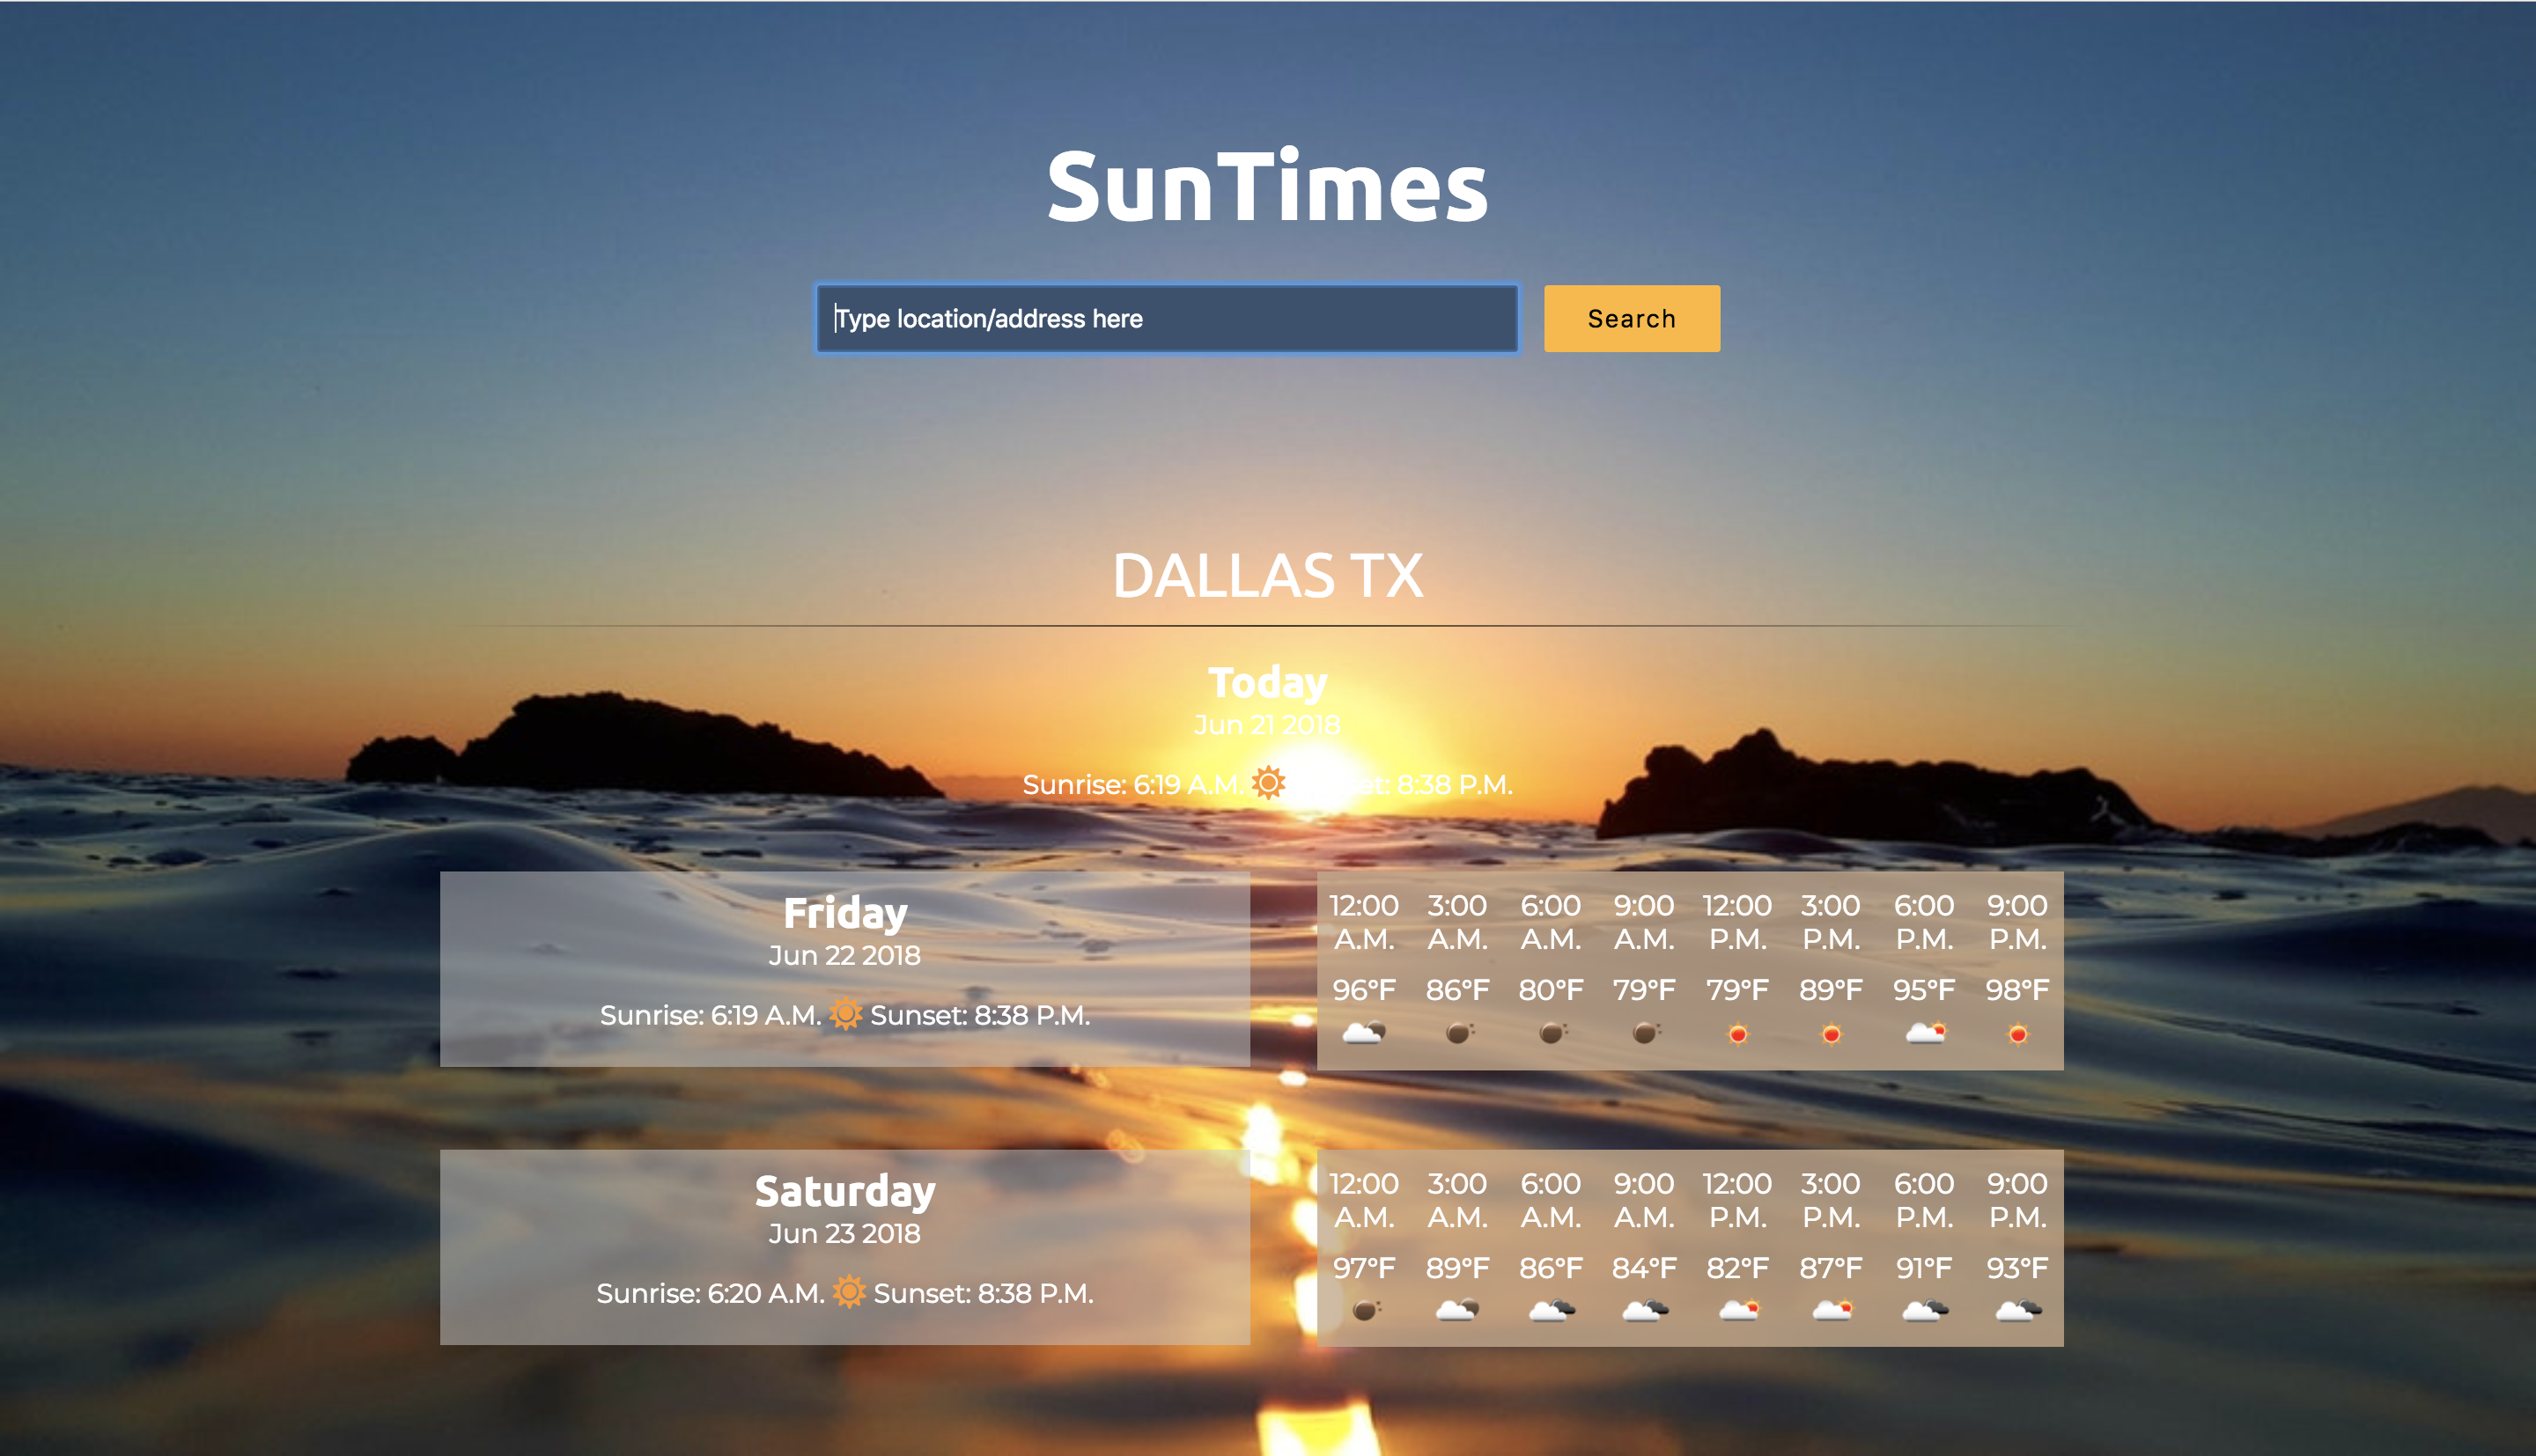 SunTimes
Type location/address here
Search
DALLAS TX
Today
Jun 21 2018
Sunrise: 6:19 A.M. Sunset: 8:38 P.M.
Friday
Jun 22 2018
Sunrise: 6:19 A.M. Sunset: 8:38 P.M.
12:00 3:00 6:00 9:00 12:00 3:00 6:00 9:00
A.M. A.M. A.M. A.M. P.M. P.M. P.M. P.M.
96°F 86°F 80°F 79°F 79°F 89°F 95°F 98°F
Saturday
Jun 23 2018
Sunrise: 6:20 A.M. Sunset: 8:38 P.M.
12:00 3:00 6:00 9:00 12:00 3:00 6:00 9:00
A.M. A.M. A.M. A.M. P.M. P.M. P.M. P.M.
97°F 89°F 86°F 84°F 82°F 87°F 91°F 93°F